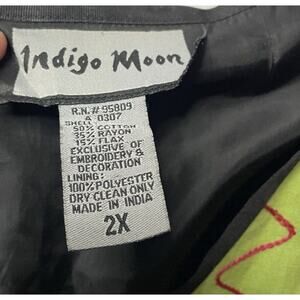 Indigo Moon
R.N.# 95809
A 0307
SHELL:
50% COTTON
35% RAYON
15% FLAX
EXCLUSIVE OF
EMBROIDERY &
DECORATION
LINING:
100% POLYESTER
DRY CLEAN ONLY
MADE IN INDIA
2X